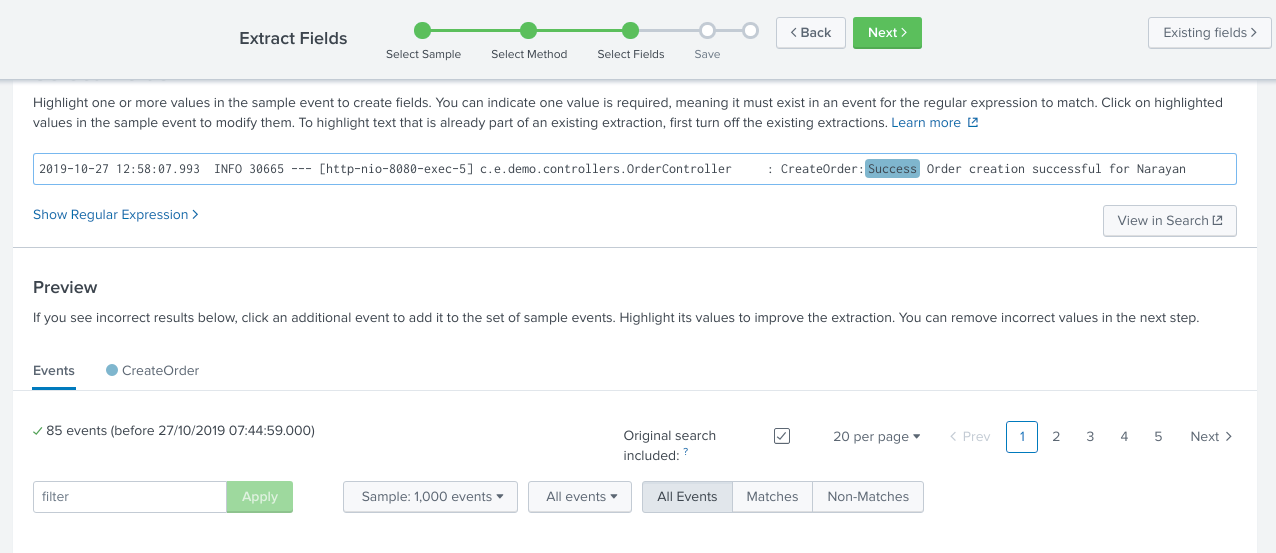 Extract Fields
Select Sample
Select Method
Select Fields
Save
Back
Next
Existing fields
Highlight one or more values in the sample event to create fields. You can indicate one value is required, meaning it must exist in an event for the regular expression to match. Click on highlighted
values in the sample event to modify them. To highlight text that is already part of an existing extraction, first turn off the existing extractions. Learn more
2019-10-27 12:58:07.993  INFO 30665 --- [http-nio-8080-exec-5] c.e.demo.controllers.OrderController     : CreateOrder:Success Order creation successful for Narayan
Show Regular Expression
View in Search
Preview
If you see incorrect results below, click an additional event to add it to the set of sample events. Highlight its values to improve the extraction. You can remove incorrect values in the next step.
Events
CreateOrder
85 events (before 27/10/2019 07:44:59.000)
Original search
included: ?
20 per page
Prev
1
2
3
4
5
Next
filter
Apply
Sample: 1,000 events
All events
All Events
Matches
Non-Matches